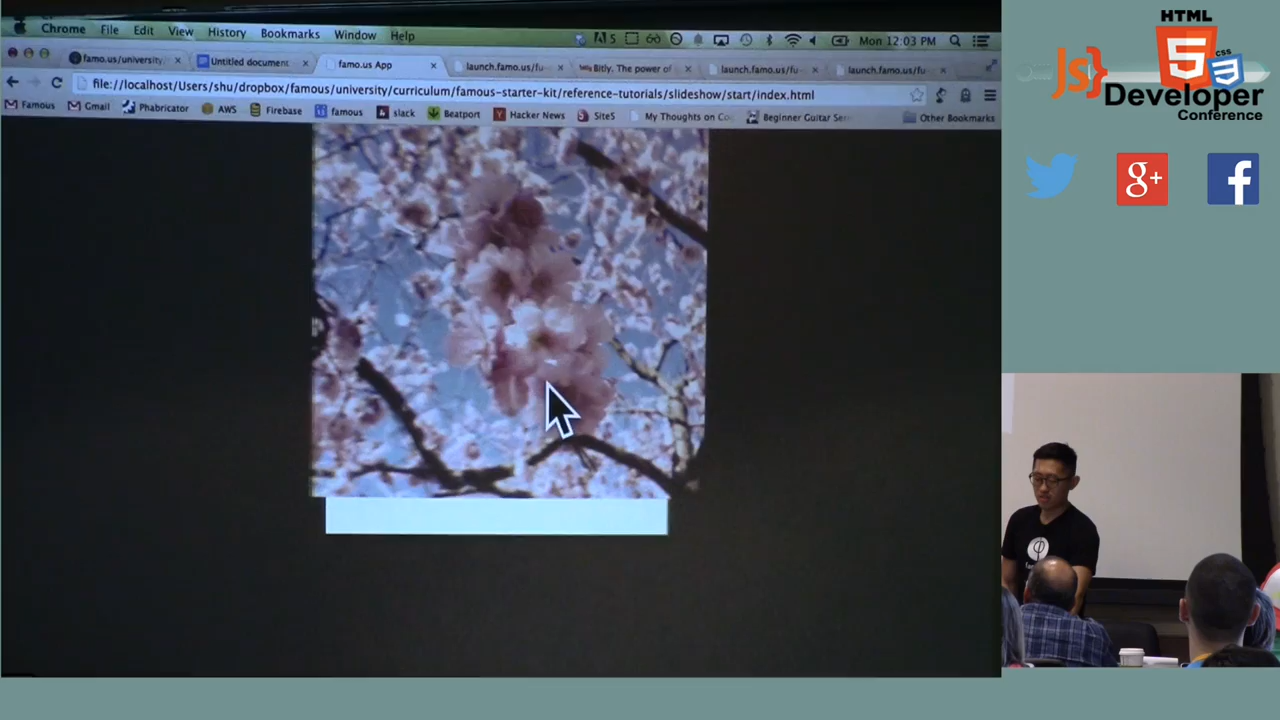 Chrome File Edit View History Bookmarks Window Help
5
Mon 12:03 PM
famo.us/university
Untitled document
famo.us App
launch.famo.us/fu
Bitly. The power of
launch.famo.us/fu
launch.famo.us/fu
file://localhost/Users/shu/dropbox/famous/university/curriculum/famous-starter-kit/reference-tutorials/slideshow/start/index.html
Famous
Gmail
Phabricator
AWS
Firebase
famous
slack
Beatport
Hacker News
Site5
My Thoughts on
Beginner Guitar
Other Bookmarks
HTML
JS}
5
CSS
3
Developer
Conference
g+
f